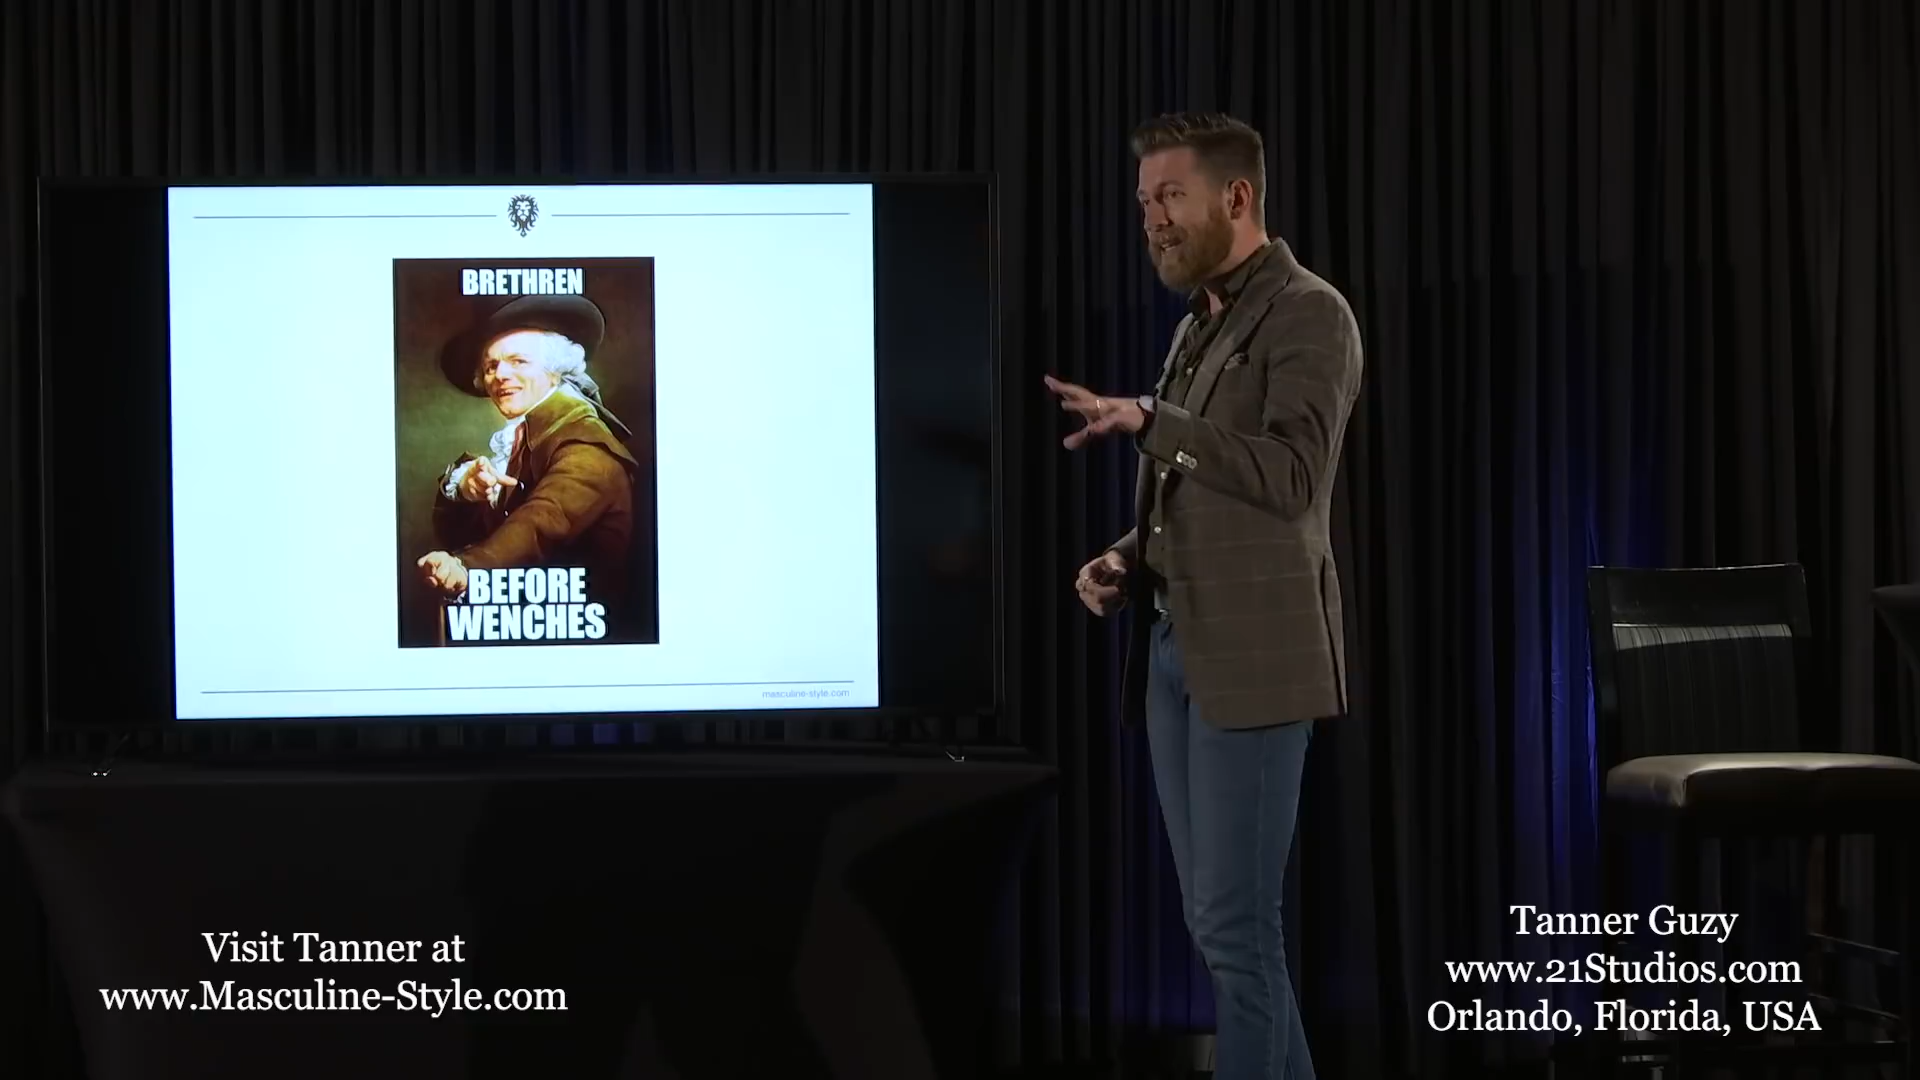 BRETHREN
BEFORE
WENCHES
masculine-style.com
Visit Tanner at
www.Masculine-Style.com
Tanner Guzy
www.21Studios.com
Orlando, Florida, USA